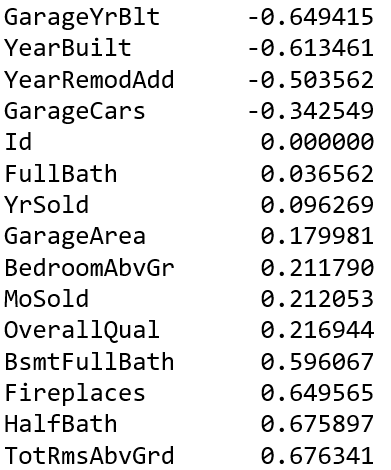 GarageYrBlt -0.649415
YearBuilt -0.613461
YearRemodAdd -0.503562
GarageCars -0.342549
Id 0.000000
FullBath 0.036562
YrSold 0.096269
GarageArea 0.179981
BedroomAbvGr 0.211790
MoSold 0.212053
OverallQual 0.216944
BsmtFullBath 0.596067
Fireplaces 0.649565
HalfBath 0.675897
TotRmsAbvGrd 0.676341